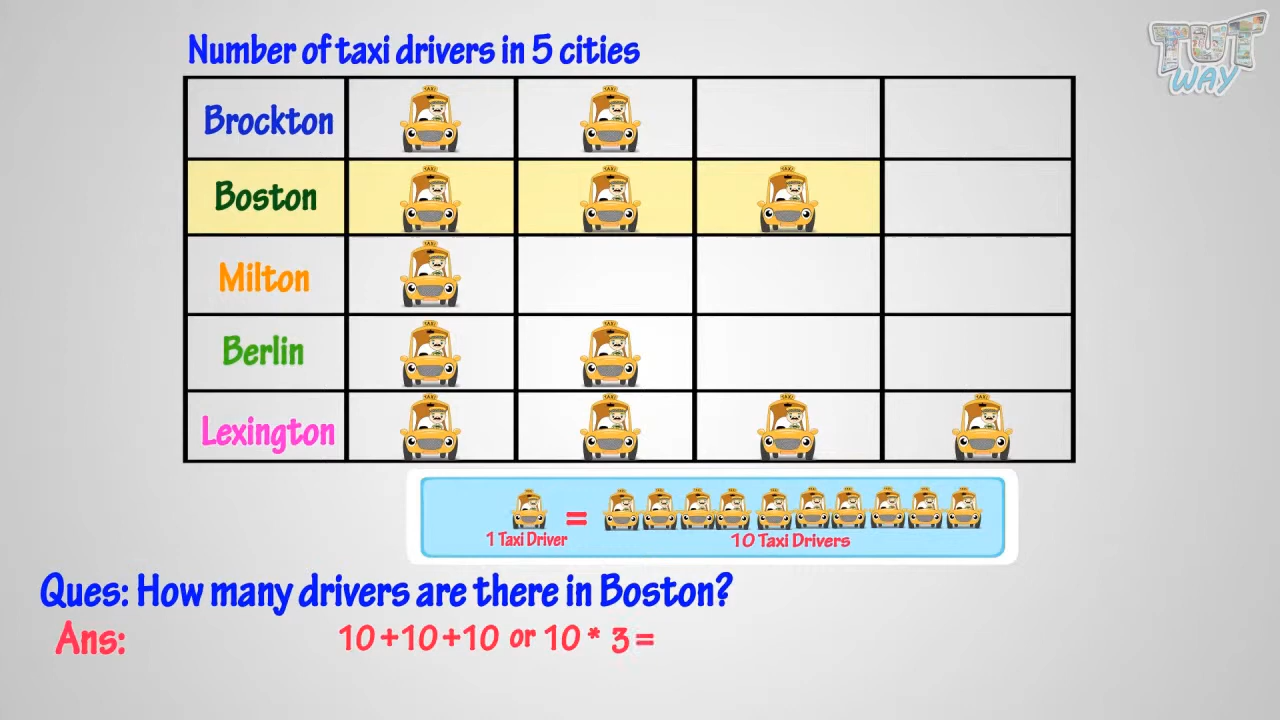 TUT
WAY
Number of taxi drivers in 5 cities
Brockton
Boston
Milton
Berlin
Lexington
=
1 Taxi Driver
10 Taxi Drivers
Ques: How many drivers are there in Boston?
Ans: 10+10+10 or 10 * 3=